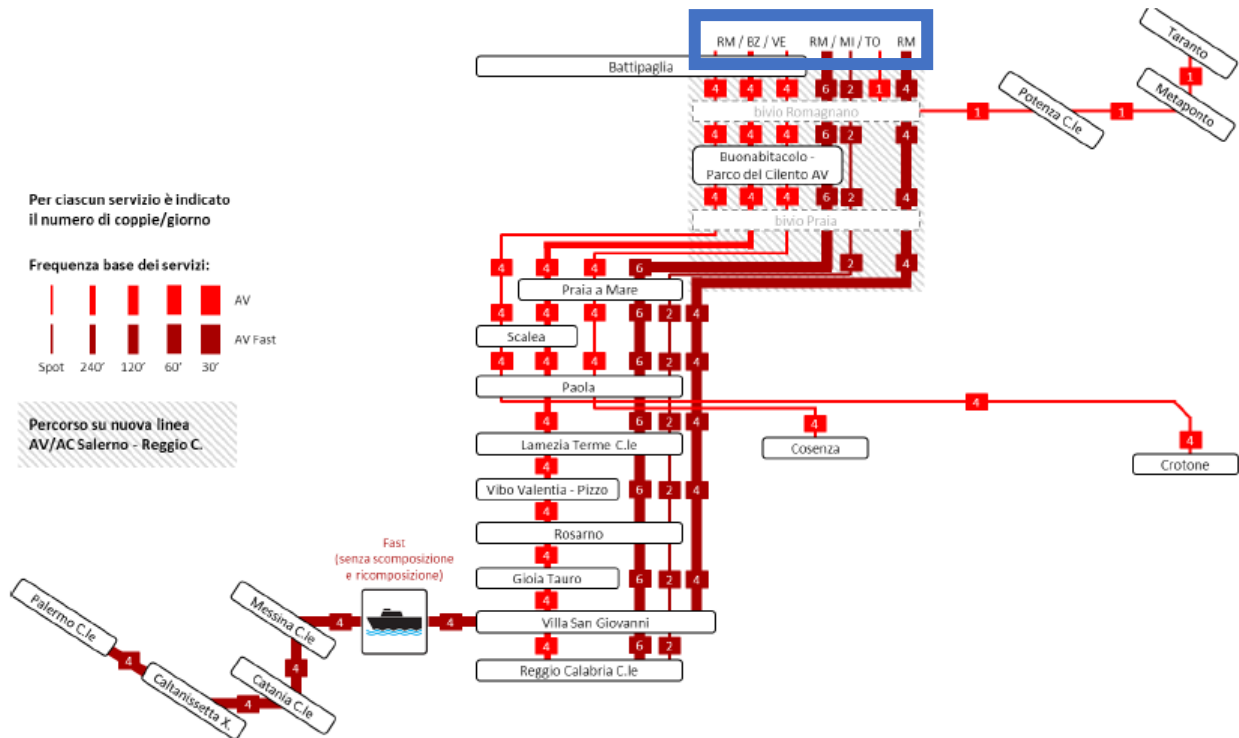 RM / BZ / VE
RM / MI / TO
RM
Battipaglia
4 4 4 6 2 1 4
bivio Romagnano
1
Potenza C.le
1
Metaponto
1
Taranto
4 4 4 6 2 4
Buonabitacolo -
Parco del Cilento AV
4 4 4 6 4
bivio Praia
2 4
Per ciascun servizio è indicato
il numero di coppie/giorno
Frequenza base dei servizi:
AV
AV Fast
Spot 240' 120' 60' 30'
Percorso su nuova linea
AV/AC Salerno - Reggio C.
4 4 4 6
Praia a Mare
4 4 4 6 2 4
Scalea
4 4 4 6 2 4
Paola
4
4 6 2 4
4
Cosenza
4
Crotone
Lamezia Terme C.le
4
Vibo Valentia - Pizzo
6 2 4
4
Rosarno
4
Gioia Tauro
6 2 4
4
Villa San Giovanni
4 6 2
Reggio Calabria C.le
Fast
(senza scomposizione
e ricomposizione)
4 4
Messina C.le
4
Catania C.le
4
Caltanissetta X.
4
Palermo C.le